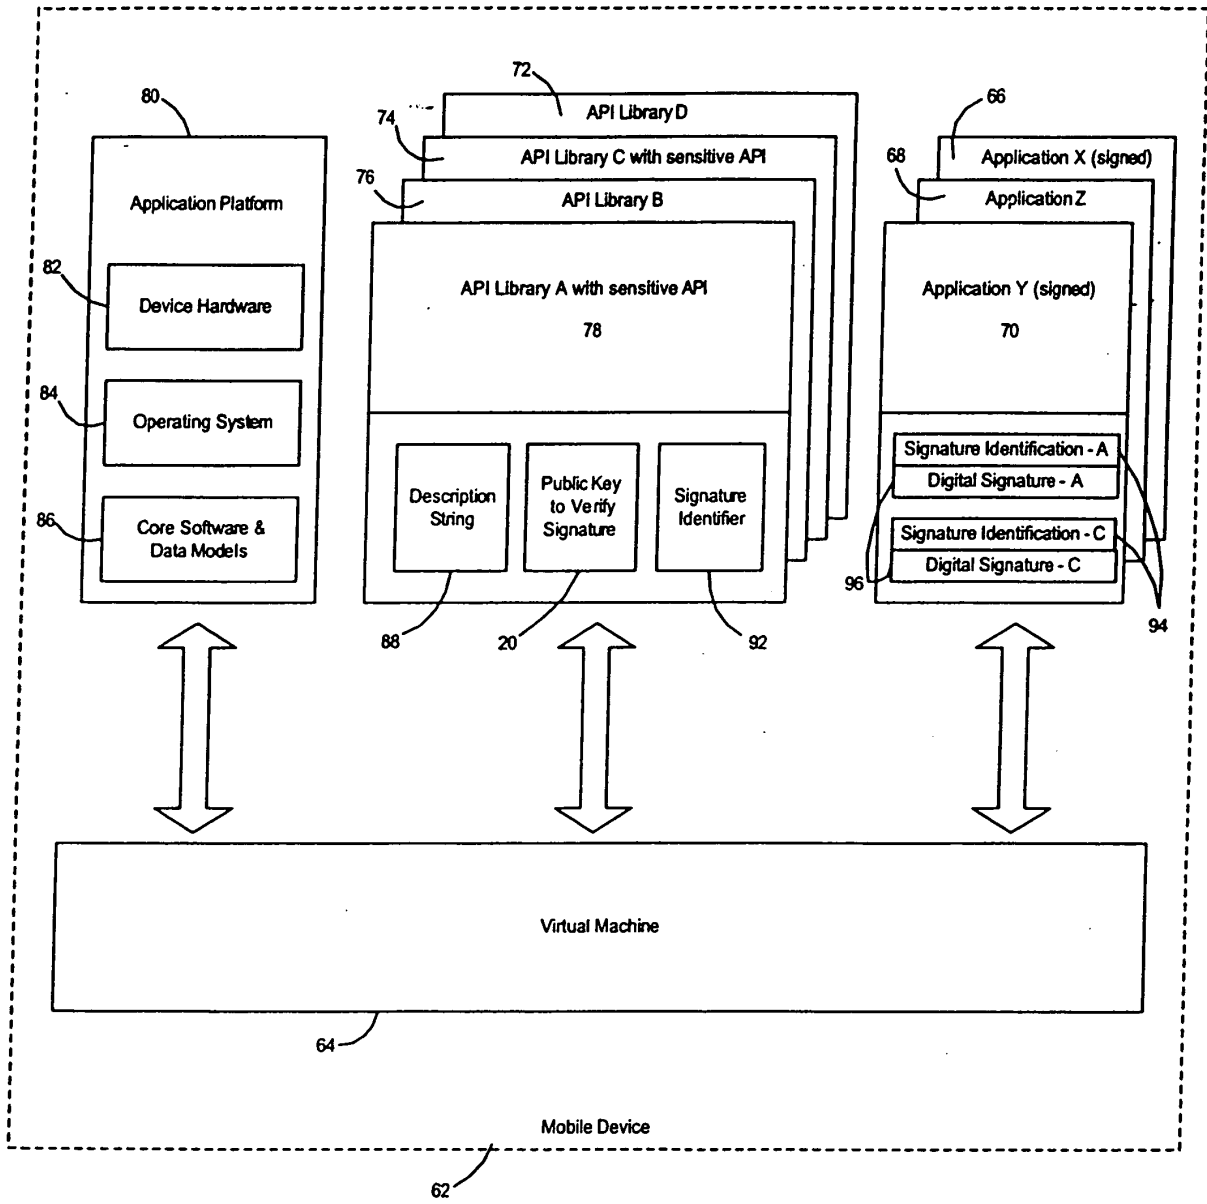 72
API Library D
74
API Library C with sensitive API
76
API Library B
API Library A with sensitive API
78
Description
String
Public Key
to Verify
Signature
Signature
Identifier
88
20
92
80
Application Platform
82
Device Hardware
84
Operating System
86
Core Software &
Data Models
66
Application X (signed)
68
Application Z
Application Y (signed)
70
Signature Identification - A
Digital Signature - A
Signature Identification - C
Digital Signature - C
96
94
Virtual Machine
64
Mobile Device
62